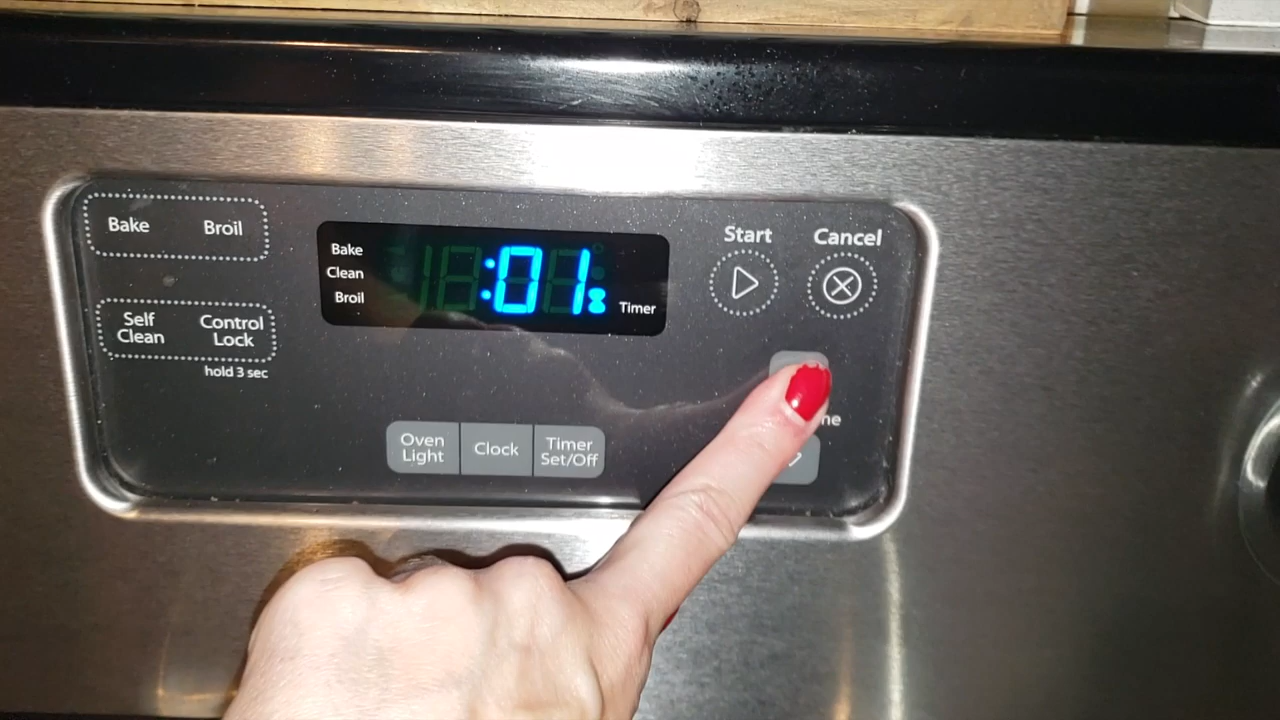 Bake Broil
Self Clean
Control Lock
hold 3 sec
Bake
Clean
Broil
:01
Timer
Start
Cancel
Oven Light
Clock
Timer Set/Off